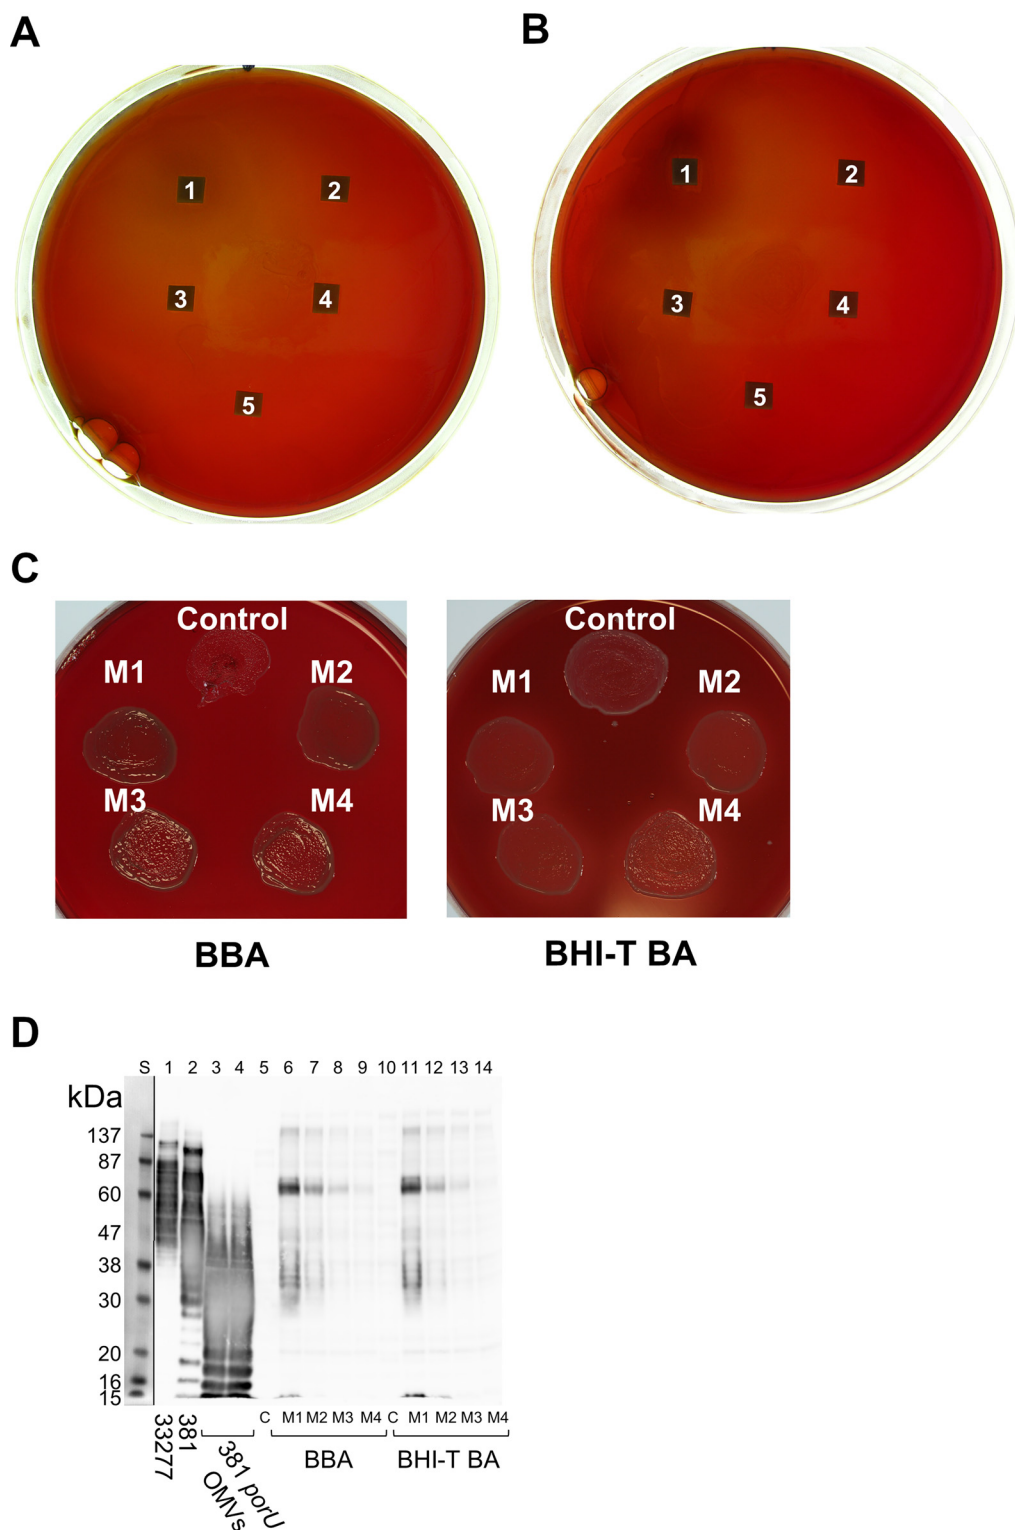 A
B
1
2
3
4
5
1
2
3
4
5
C
Control
M1
M2
M3
M4
BBA
Control
M1
M2
M3
M4
BHI-T BA
D
S 1 2 3 4 5 6 7 8 9 10 11 12 13 14
kDa
137
87
60
47
38
30
20
16
15
C M1 M2 M3 M4 C M1 M2 M3 M4
33277
381
381 porU
OMVs
BBA
BHI-T BA